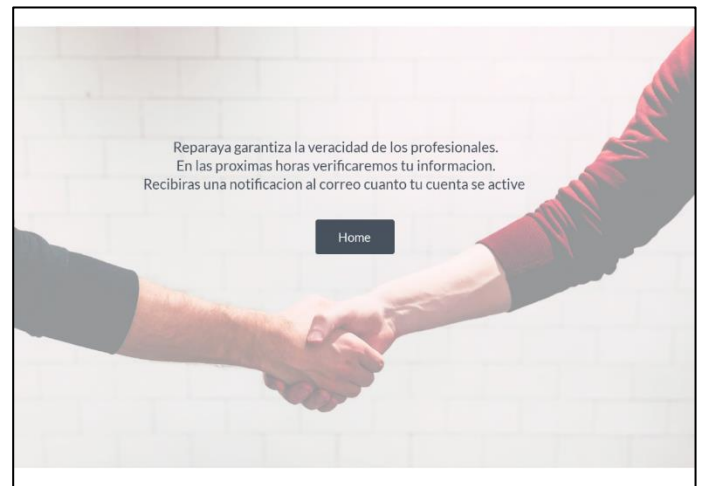 Reparaya garantiza la veracidad de los profesionales.
En las proximas horas verificaremos tu informacion.
Recibiras una notificacion al correo cuanto tu cuenta se active
Home